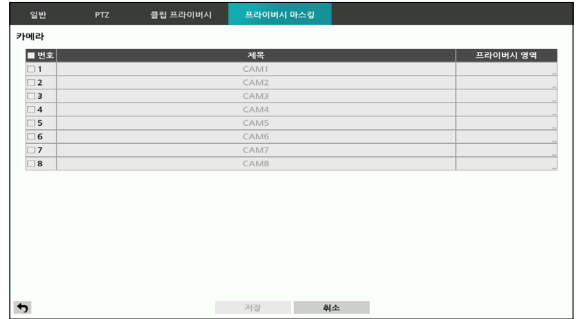 일반 PTZ 클립 프라이버시 프라이버시 마스킹
카메라
번호 제목 프라이버시 영역
1 CAM1 ...
2 CAM2 ...
3 CAM3 ...
4 CAM4 ...
5 CAM5 ...
6 CAM6 ...
7 CAM7 ...
8 CAM8 ...
저장 취소